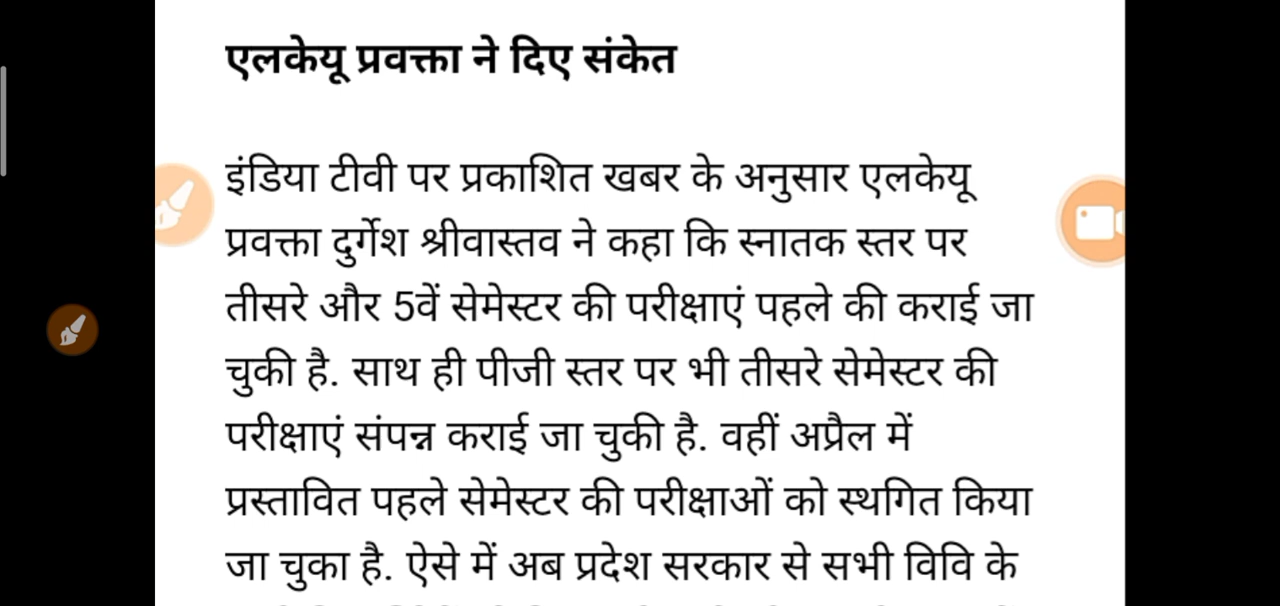 एलकेयू प्रवक्ता ने दिए संकेत
इंडिया टीवी पर प्रकाशित खबर के अनुसार एलकेयू
प्रवक्ता दुर्गेश श्रीवास्तव ने कहा कि स्नातक स्तर पर
तीसरे और 5वें सेमेस्टर की परीक्षाएं पहले की कराई जा
चुकी है. साथ ही पीजी स्तर पर भी तीसरे सेमेस्टर की
परीक्षाएं संपन्न कराई जा चुकी है. वहीं अप्रैल में
प्रस्तावित पहले सेमेस्टर की परीक्षाओं को स्थगित किया
जा चुका है. ऐसे में अब प्रदेश सरकार से सभी विवि के